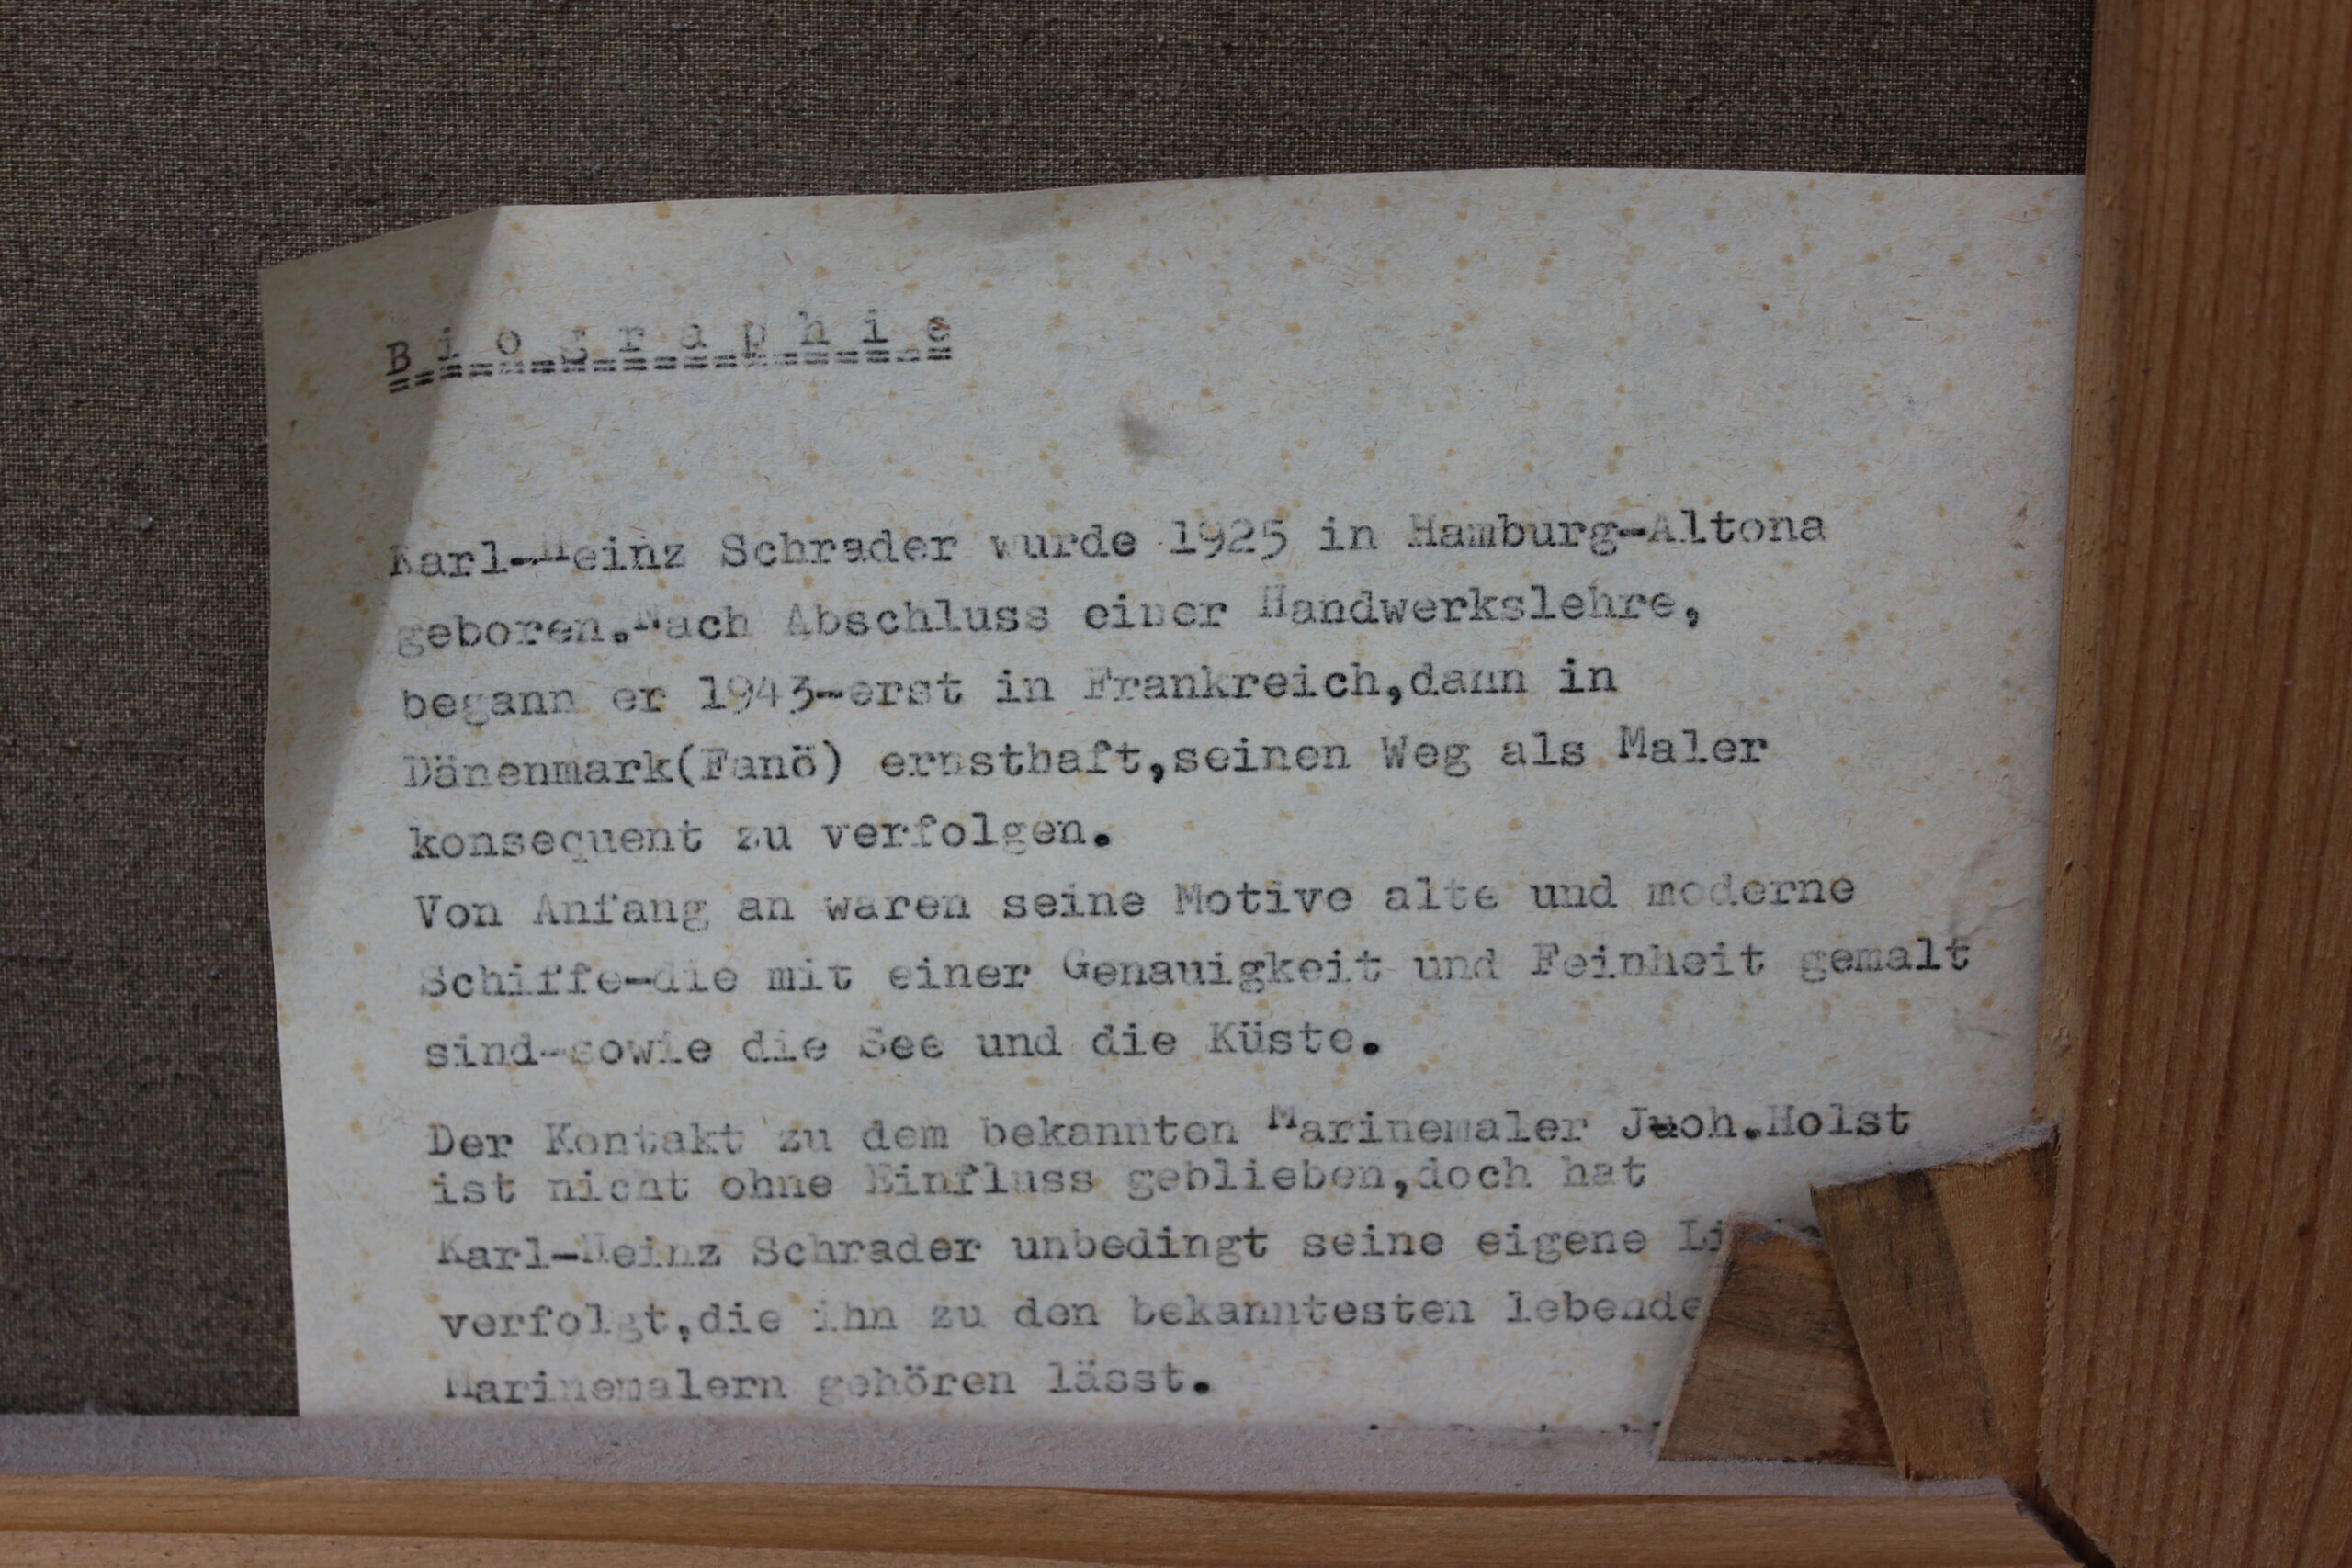 Biographie
Karl-Heinz Schrader wurde 1925 in Hamburg-Altona
geboren.Nach Abschluss einer Handwerkslehre,
begann er 1943-erst in Frankreich,dann in
Dänenmark(Fanö) ernsthaft,seinen Weg als Maler
konsequent zu verfolgen.
Von Anfang an waren seine Motive alte und moderne
Schiffe-die mit einer Genauigkeit und Feinheit gemalt
sind-sowie die See und die Küste.
Der Kontakt zu dem bekannten Marinemaler Juoh.Holst
ist nicht ohne Einfluss geblieben,doch hat
Karl-Heinz Schrader unbedingt seine eigene
verfolgt,die ihn zu den bekanntesten lebende
Marinemalern gehören lässt.